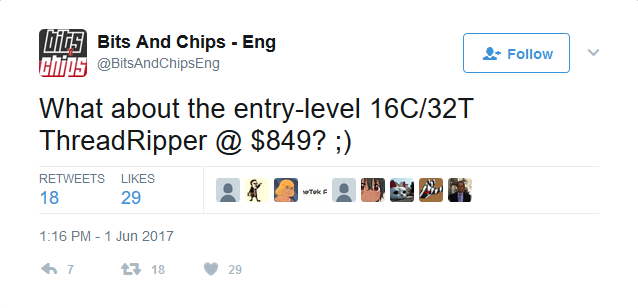 bits
chips
Bits And Chips - Eng
@BitsAndChipsEng
Follow
What about the entry-level 16C/32T
ThreadRipper @ $849? ;)
RETWEETS LIKES
18 29
1:16 PM - 1 Jun 2017
7 18 29